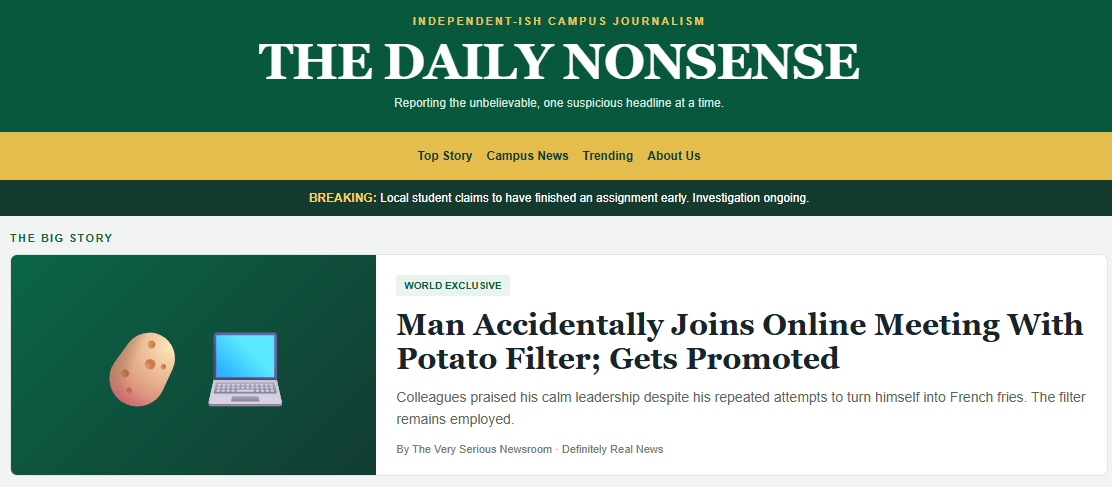 INDEPENDENT-ISH CAMPUS JOURNALISM
THE DAILY NONSENSE
Reporting the unbelievable, one suspicious headline at a time.
Top Story Campus News Trending About Us
BREAKING: Local student claims to have finished an assignment early. Investigation ongoing.
THE BIG STORY
WORLD EXCLUSIVE
Man Accidentally Joins Online Meeting With
Potato Filter; Gets Promoted
Colleagues praised his calm leadership despite his repeated attempts to turn himself into French fries. The filter
remains employed.
By The Very Serious Newsroom · Definitely Real News